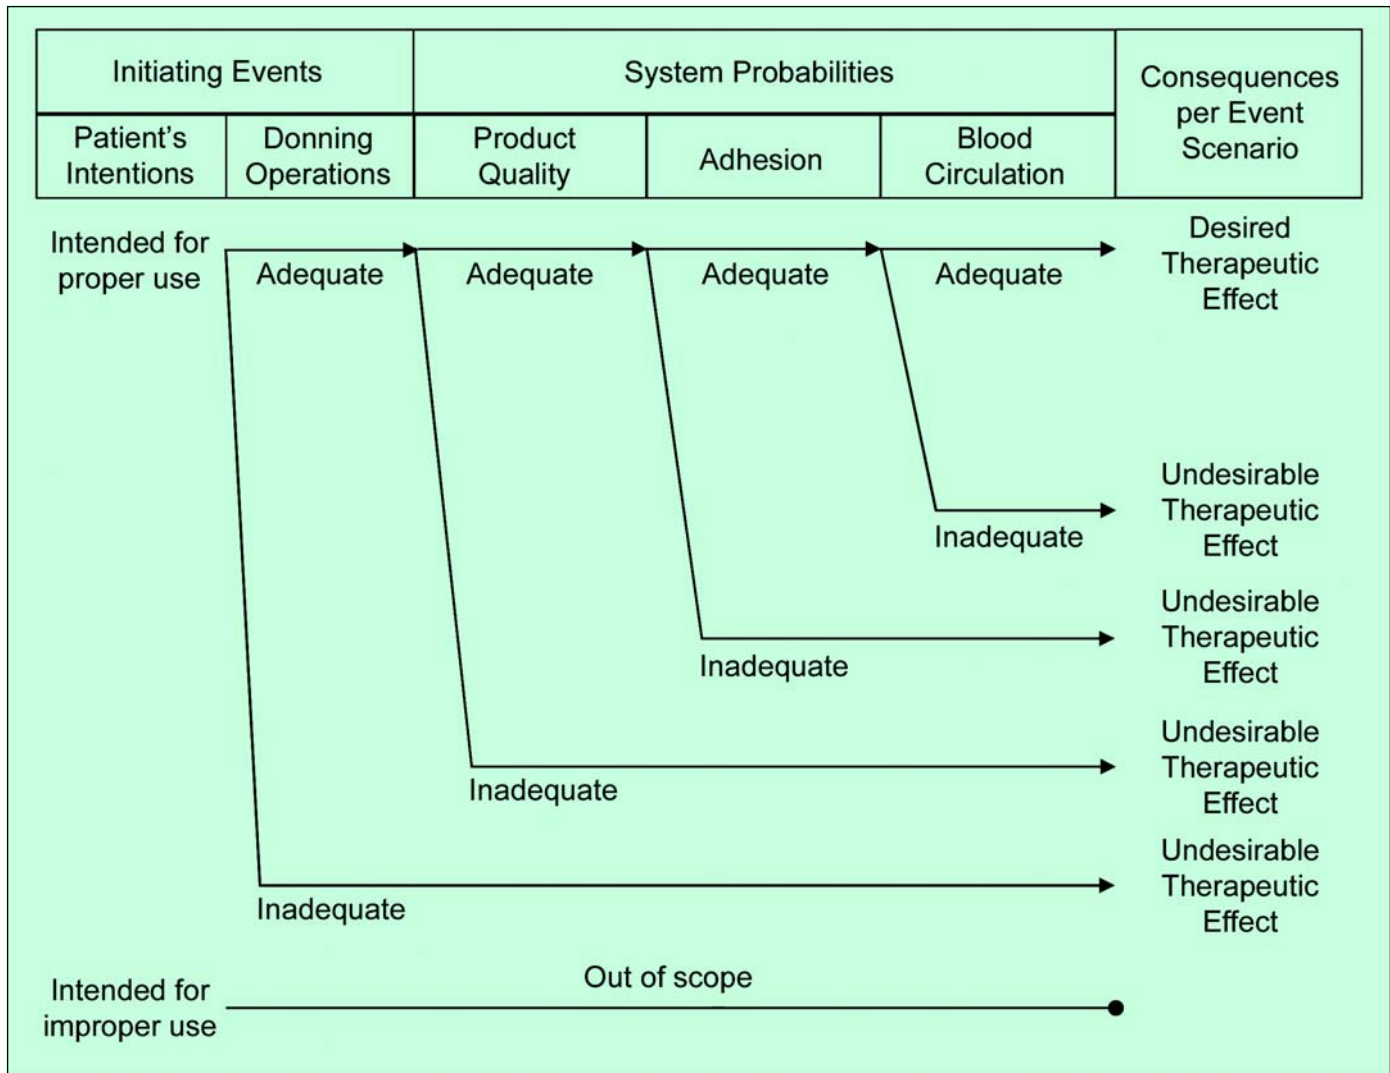 Initiating Events
System Probabilities
Consequences
per Event
Scenario
Patient's
Intentions
Donning
Operations
Product
Quality
Adhesion
Blood
Circulation
Intended for
proper use
Adequate
Adequate
Adequate
Adequate
Desired
Therapeutic
Effect
Inadequate
Undesirable
Therapeutic
Effect
Inadequate
Undesirable
Therapeutic
Effect
Inadequate
Undesirable
Therapeutic
Effect
Inadequate
Undesirable
Therapeutic
Effect
Intended for
improper use
Out of scope